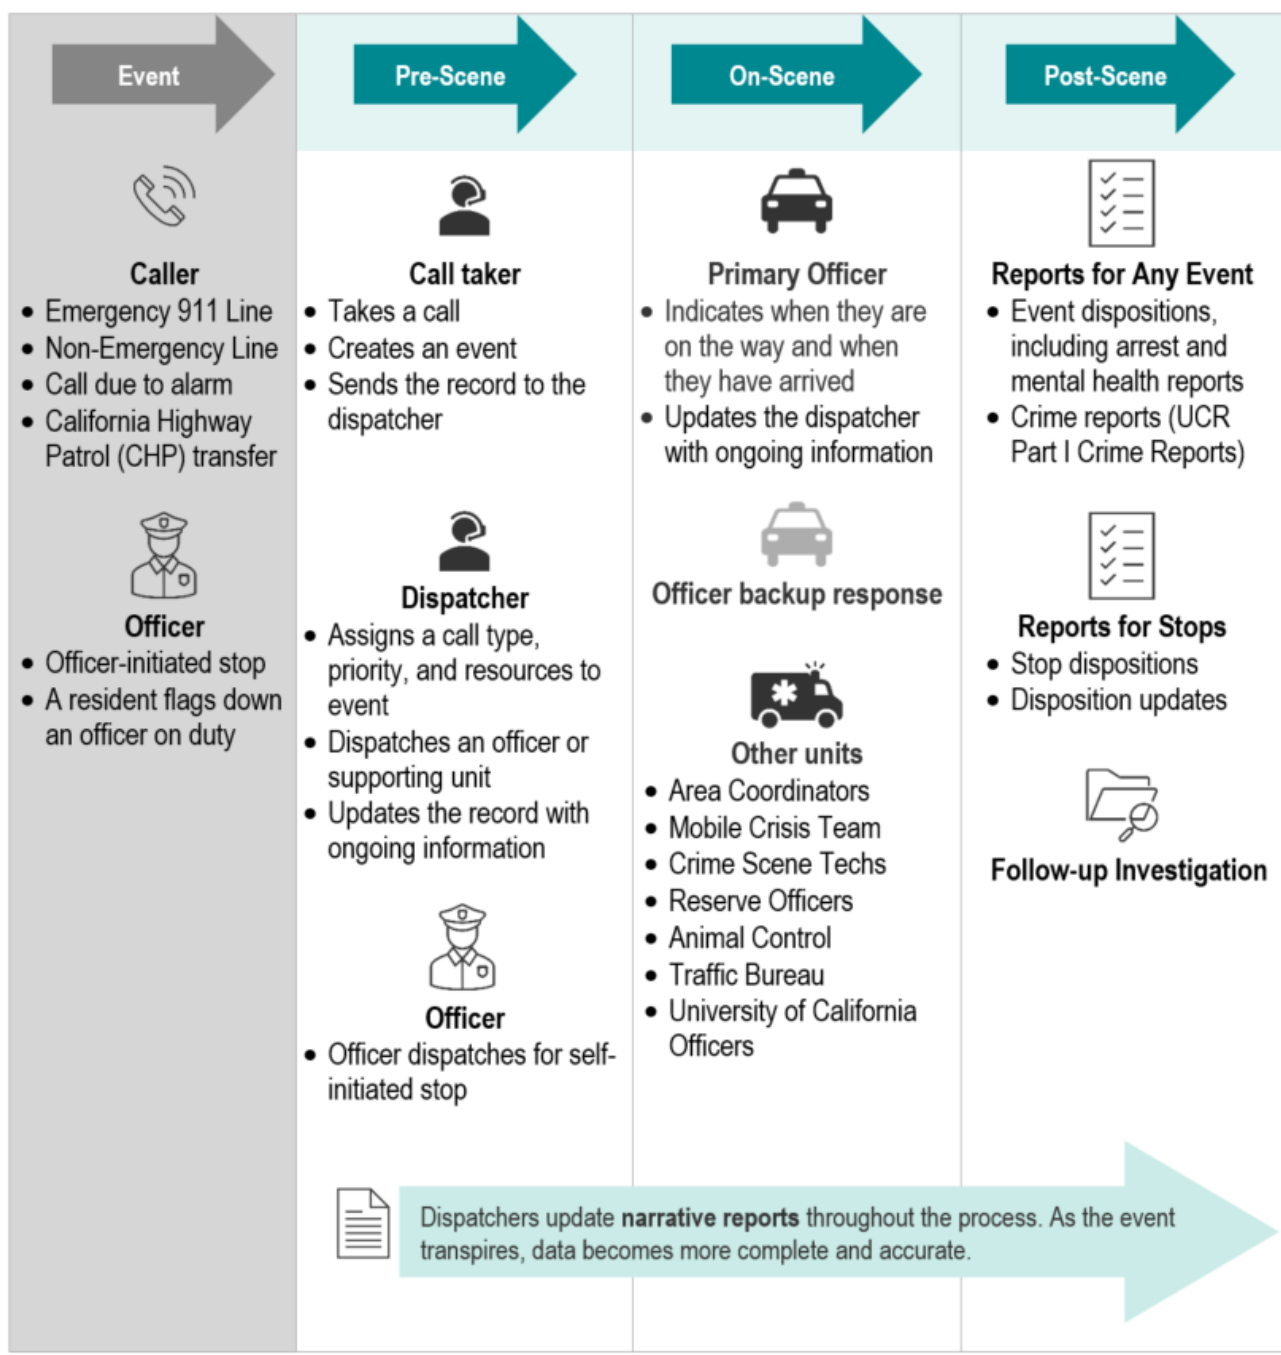 Event
Pre-Scene
On-Scene
Post-Scene
Caller
• Emergency 911 Line
• Non-Emergency Line
• Call due to alarm
• California Highway
Patrol (CHP) transfer
Officer
• Officer-initiated stop
• A resident flags down
an officer on duty
Call taker
• Takes a call
• Creates an event
• Sends the record to the
dispatcher
Dispatcher
• Assigns a call type,
priority, and resources to
event
• Dispatches an officer or
supporting unit
• Updates the record with
ongoing information
Officer
• Officer dispatches for self-
initiated stop
Primary Officer
• Indicates when they are
on the way and when
they have arrived
• Updates the dispatcher
with ongoing information
Officer backup response
Other units
• Area Coordinators
• Mobile Crisis Team
• Crime Scene Techs
• Reserve Officers
• Animal Control
• Traffic Bureau
• University of California
Officers
Reports for Any Event
• Event dispositions,
including arrest and
mental health reports
• Crime reports (UCR
Part I Crime Reports)
Reports for Stops
• Stop dispositions
• Disposition updates
Follow-up Investigation
Dispatchers update narrative reports throughout the process. As the event
transpires, data becomes more complete and accurate.